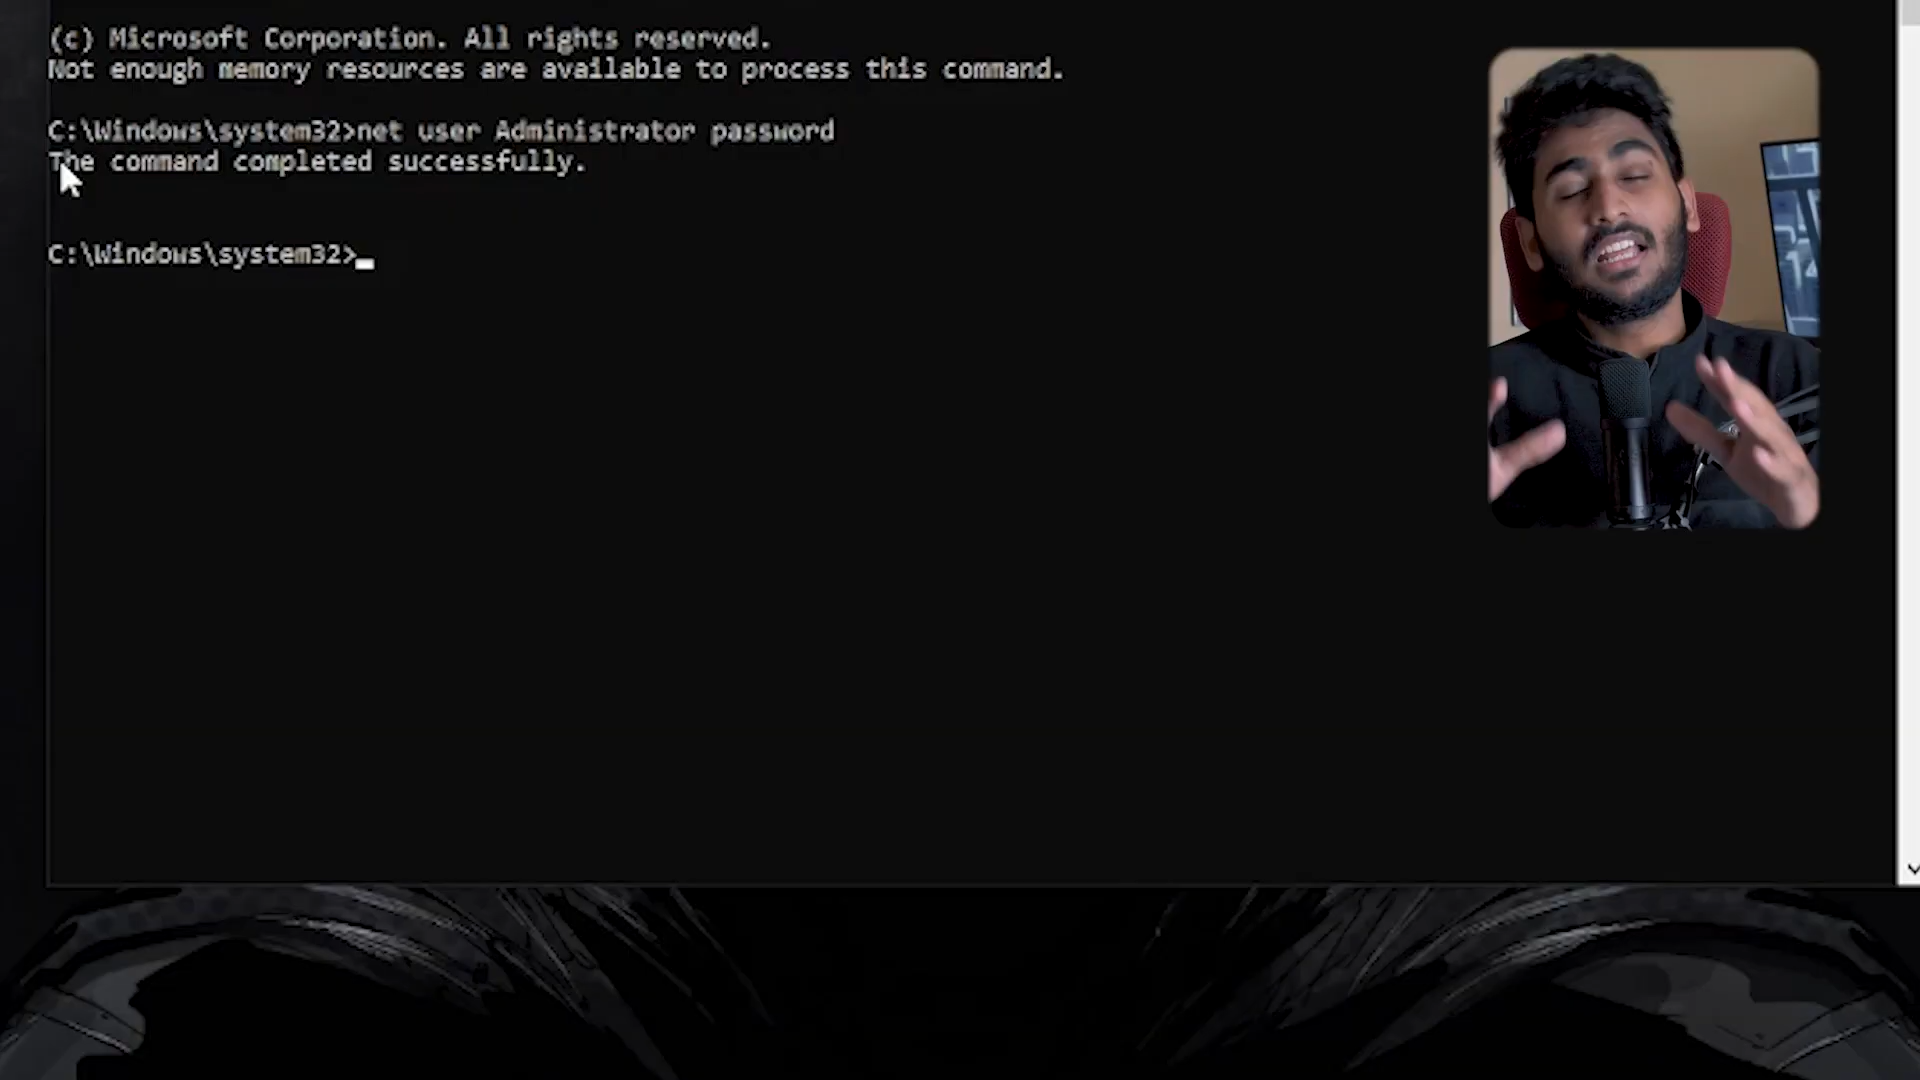 (c) Microsoft Corporation. All rights reserved.
Not enough memory resources are available to process this command.
C:\Windows\system32>net user Administrator password
The command completed successfully.
C:\Windows\system32>